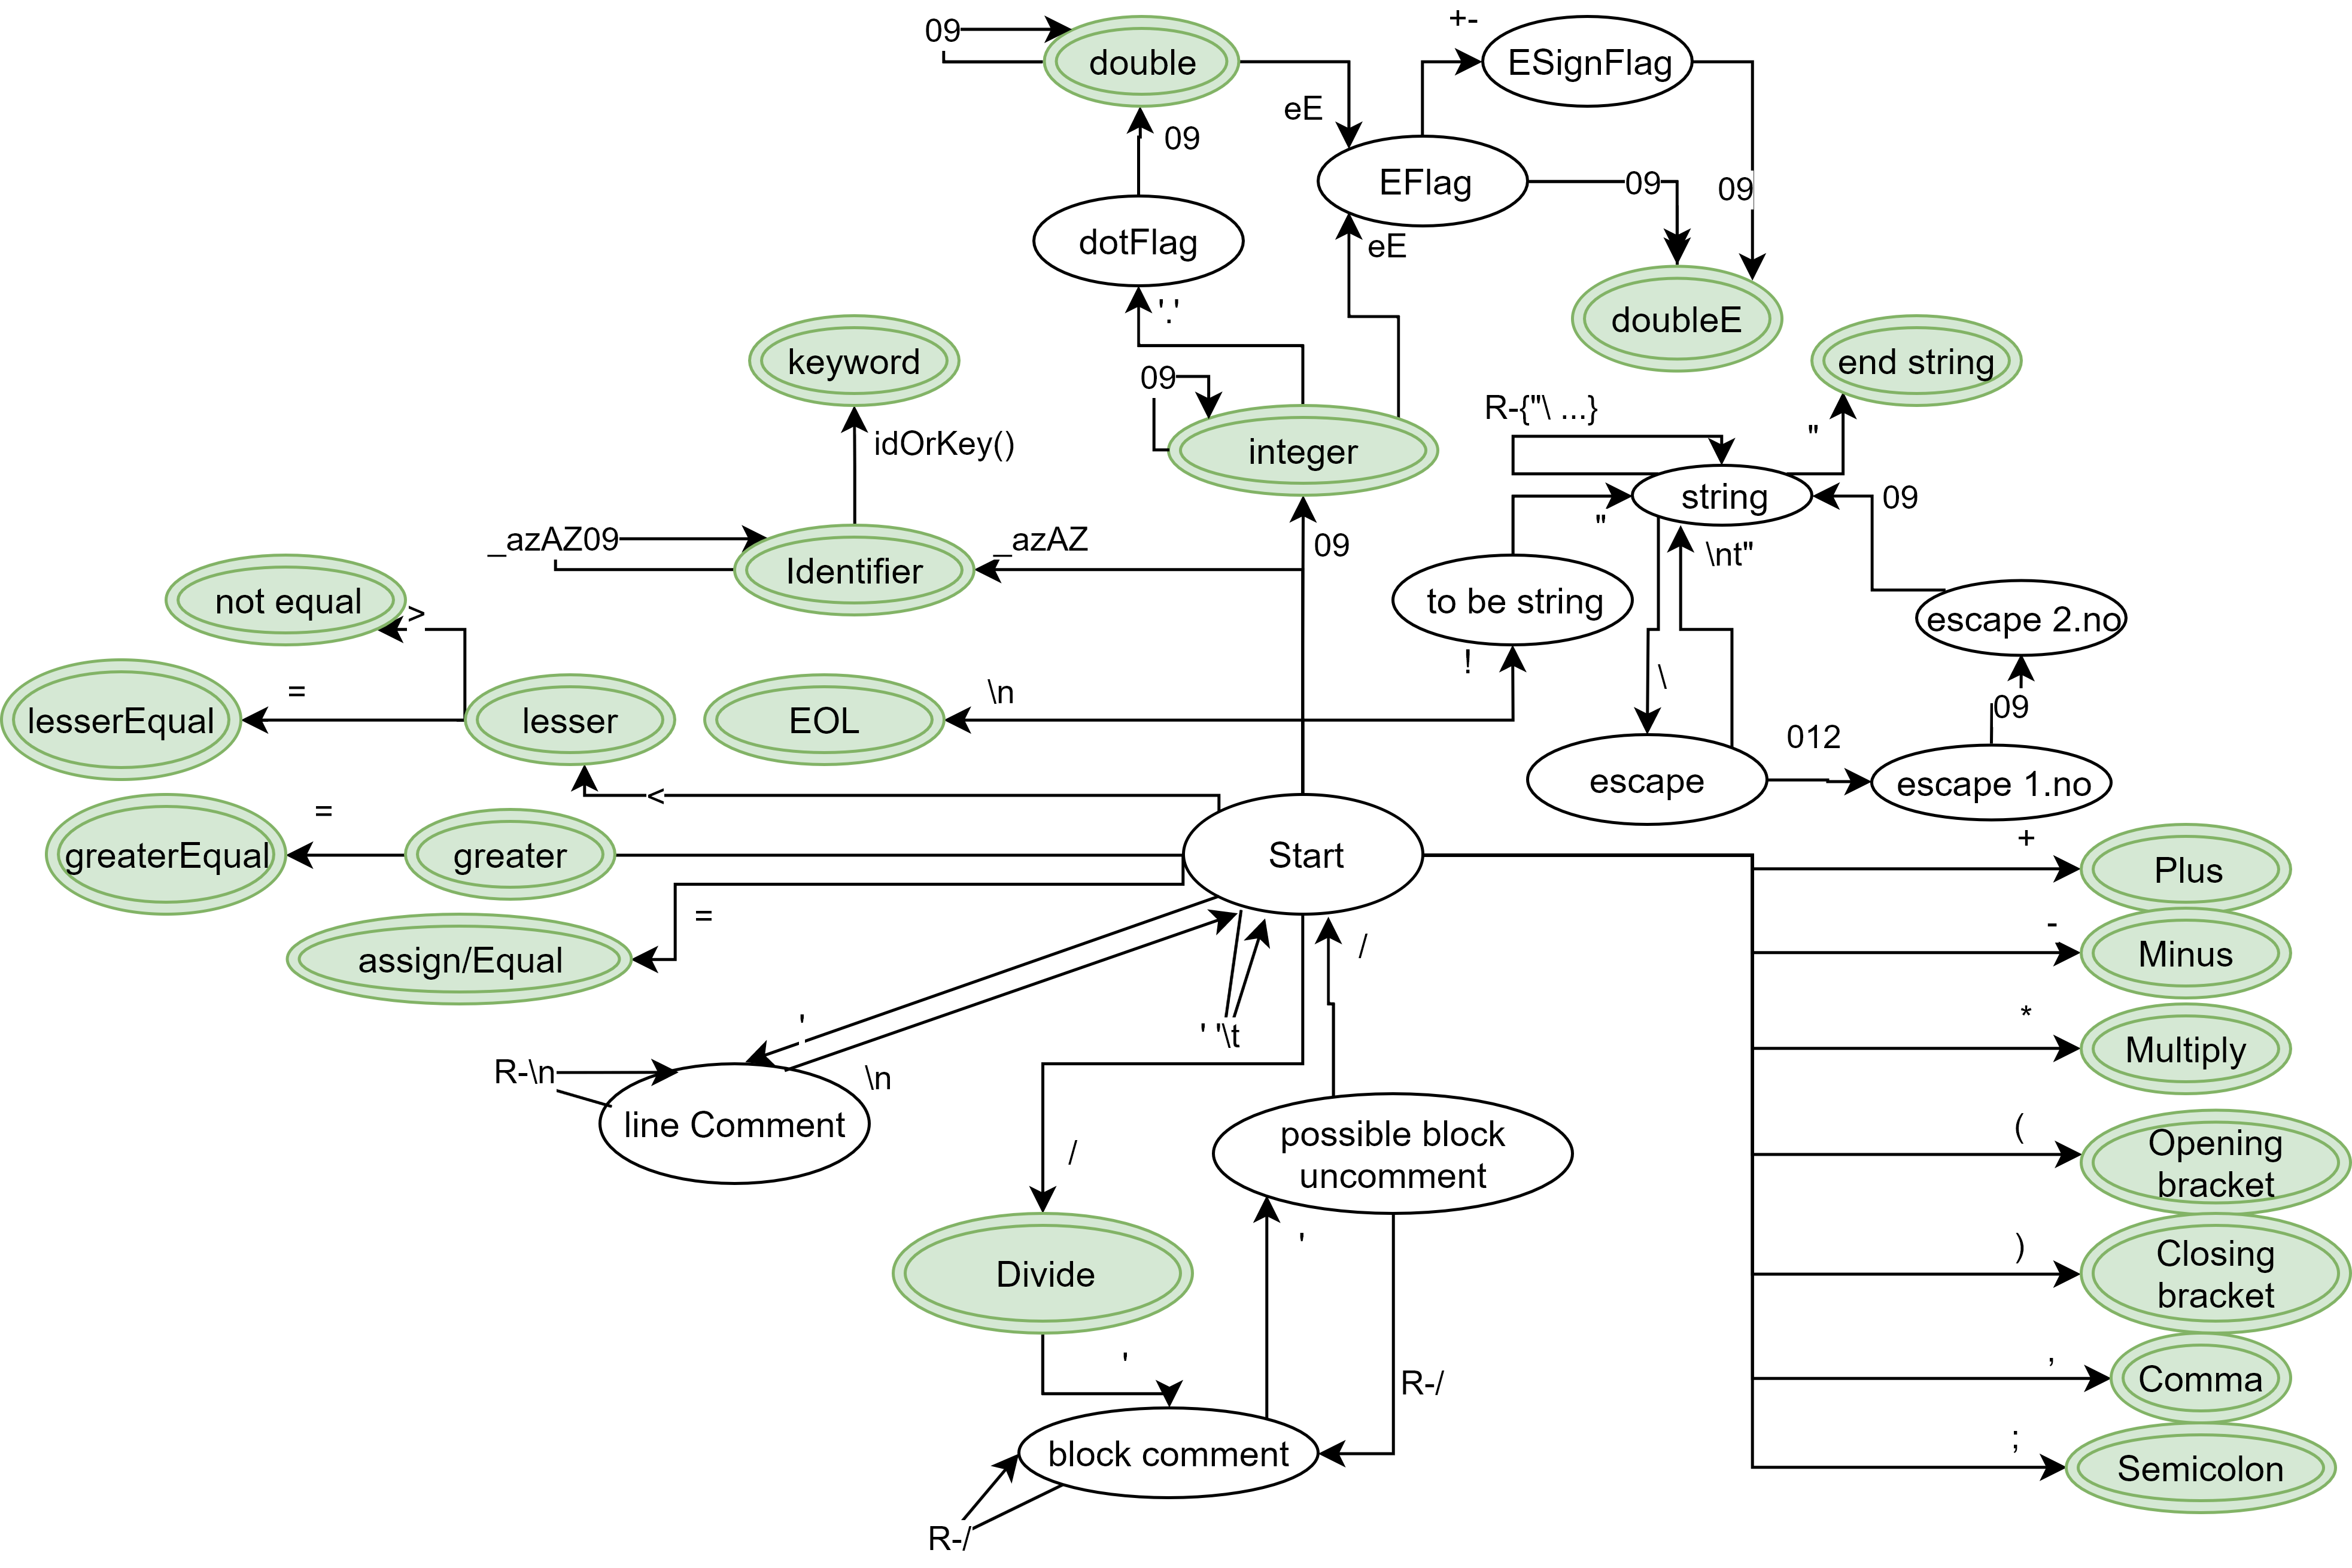 09
double
+-
ESignFlag
eE
09
EFlag
09
09
dotFlag
eE
'.'
doubleE
keyword
09
end string
R-{"\ ...}
"
idOrKey()
integer
string
09
_azAZ09
_azAZ
09
"
\nt"
Identifier
not equal
>
to be string
escape 2.no
!
\
=
\n
09
lesserEqual
lesser
EOL
012
escape
escape 1.no
<
=
+
greaterEqual
greater
Start
Plus
=
-
/
assign/Equal
Minus
'
' '\t
*
Multiply
R-\n
\n
line Comment
/
possible block
uncomment
(
Opening
bracket
'
)
Closing
bracket
Divide
'
R-/
,
Comma
block comment
;
Semicolon
R-/